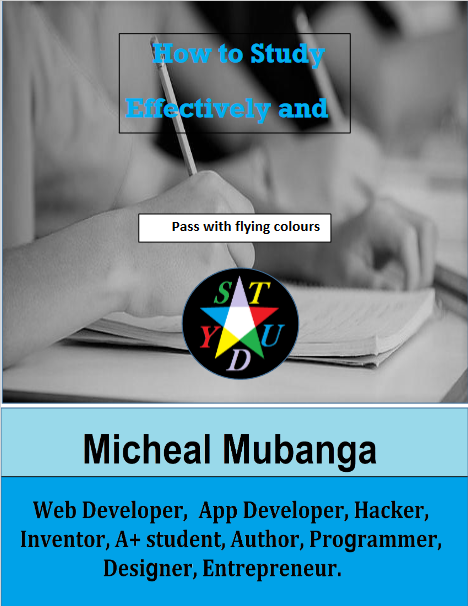 How to Study
Effectively and
Pass with flying colours
S T
Y U
D
Micheal Mubanga
Web Developer,  App Developer, Hacker,
Inventor, A+ student, Author, Programmer,
Designer, Entrepreneur.